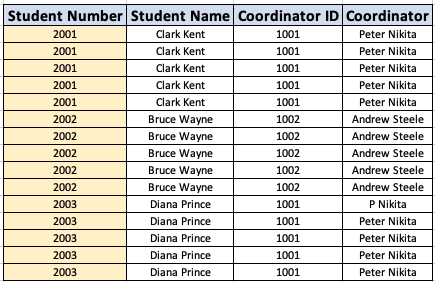 Student Number Student Name Coordinator ID Coordinator
2001 Clark Kent 1001 Peter Nikita
2001 Clark Kent 1001 Peter Nikita
2001 Clark Kent 1001 Peter Nikita
2001 Clark Kent 1001 Peter Nikita
2001 Clark Kent 1001 Peter Nikita
2002 Bruce Wayne 1002 Andrew Steele
2002 Bruce Wayne 1002 Andrew Steele
2002 Bruce Wayne 1002 Andrew Steele
2002 Bruce Wayne 1002 Andrew Steele
2002 Bruce Wayne 1002 Andrew Steele
2003 Diana Prince 1001 P Nikita
2003 Diana Prince 1001 Peter Nikita
2003 Diana Prince 1001 Peter Nikita
2003 Diana Prince 1001 Peter Nikita
2003 Diana Prince 1001 Peter Nikita